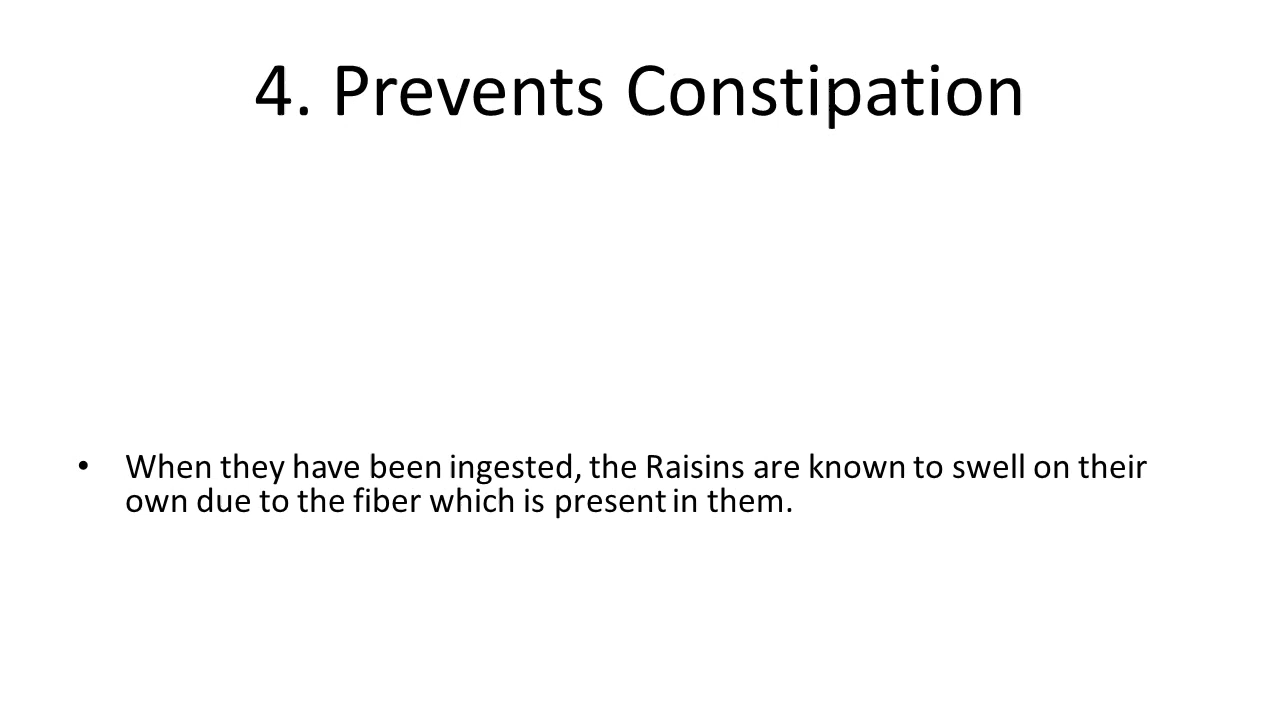 4. Prevents Constipation
• When they have been ingested, the Raisins are known to swell on their
own due to the fiber which is present in them.